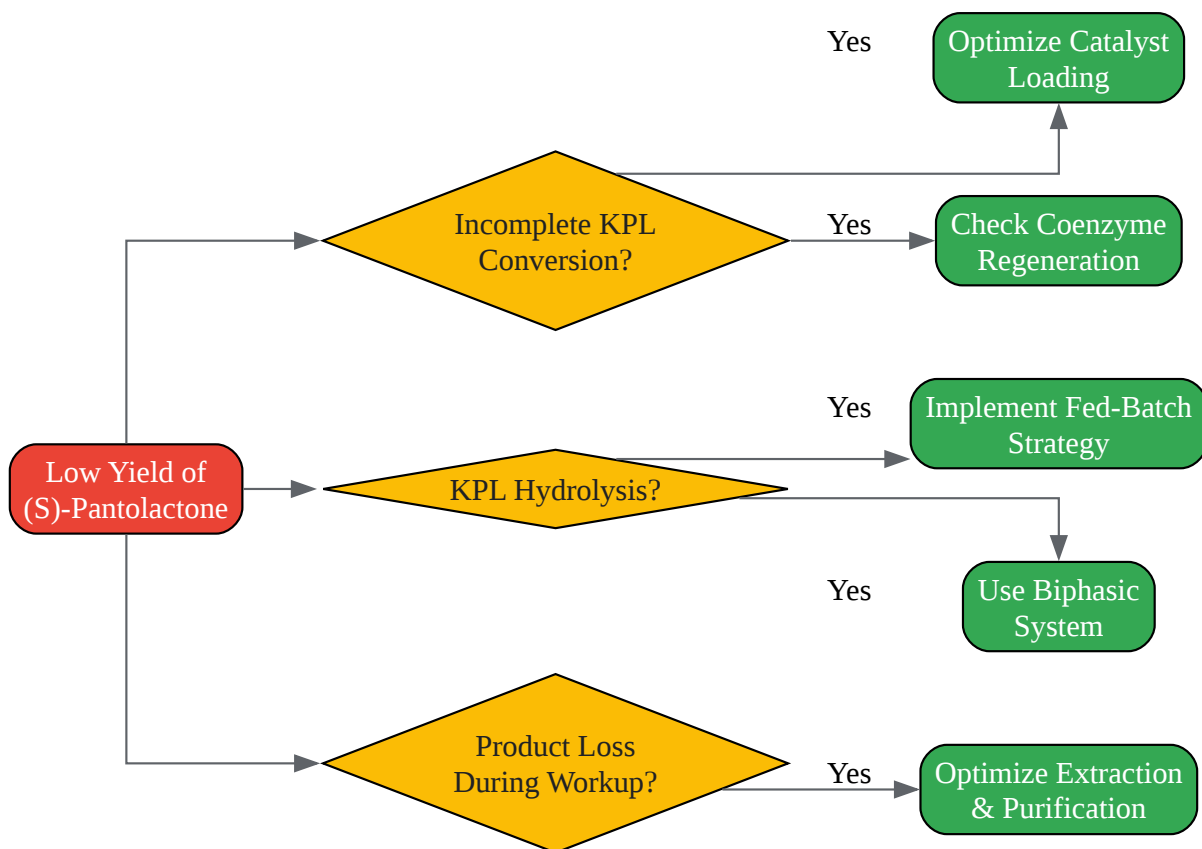 Yes
Optimize Catalyst
Loading
Incomplete KPL
Conversion?
Yes
Check Coenzyme
Regeneration
Yes
Implement Fed-Batch
Strategy
Low Yield of
(S)-Pantolactone
KPL Hydrolysis?
Yes
Use Biphasic
System
Product Loss
During Workup?
Yes
Optimize Extraction
& Purification